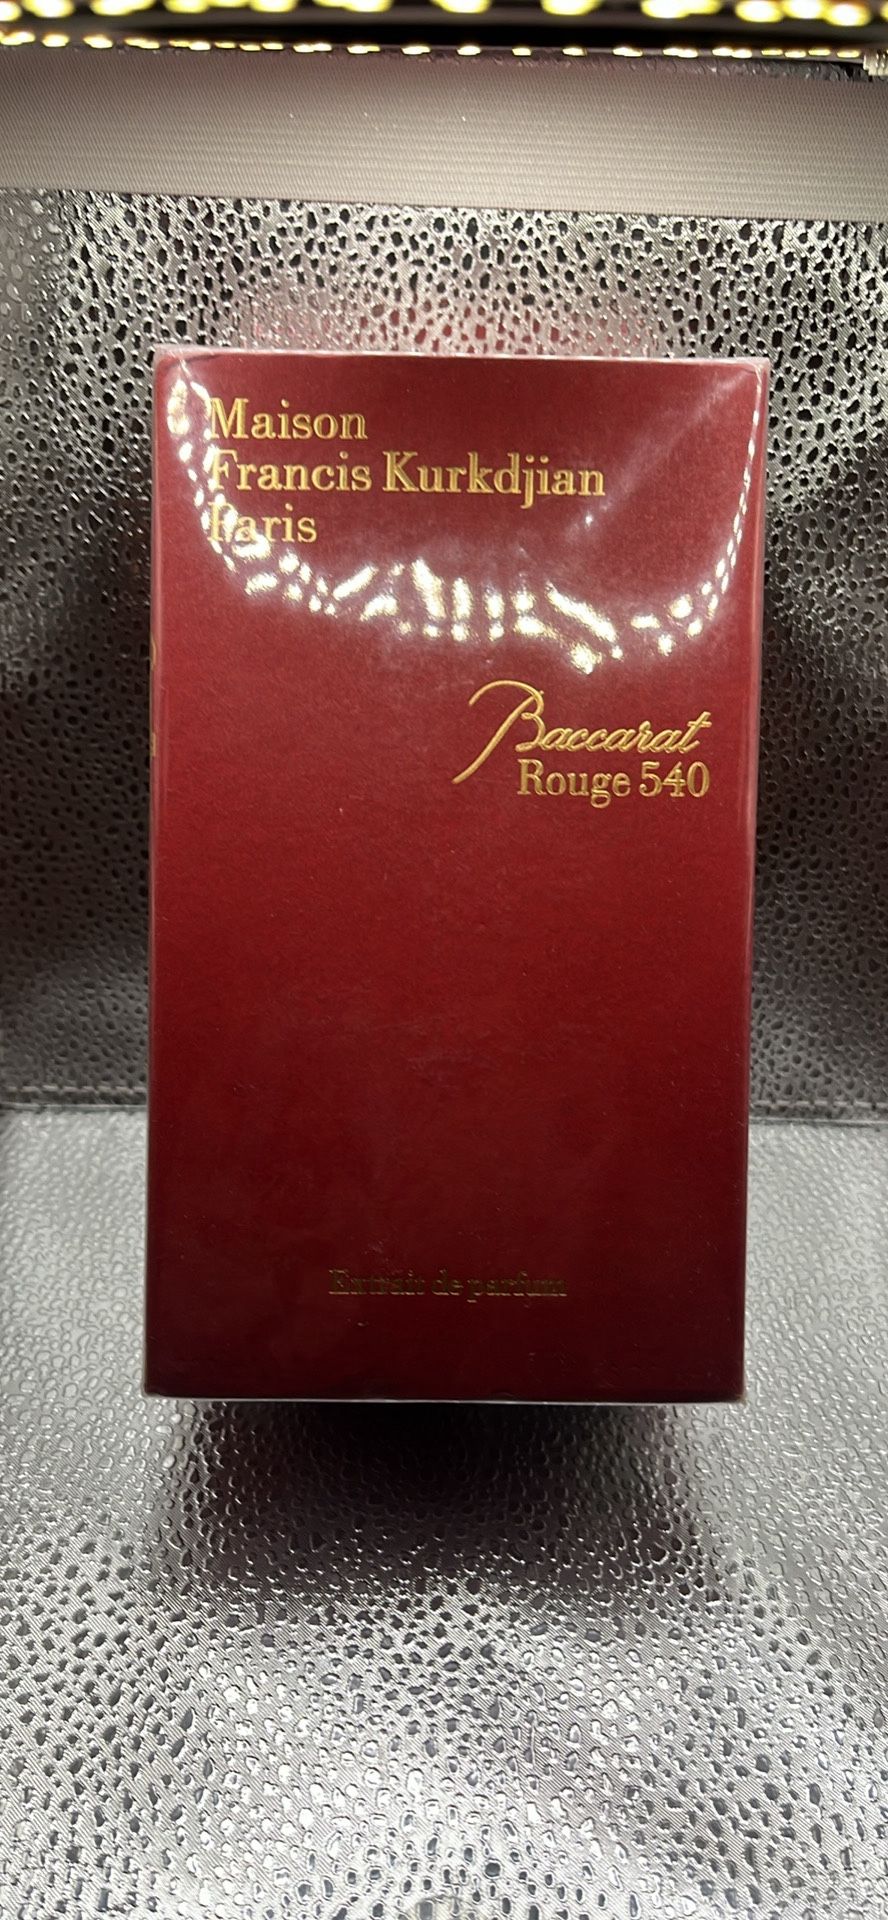 Maison
Francis Kurkdjian
Paris
Baccarat
Rouge 540
Extrait de parfum